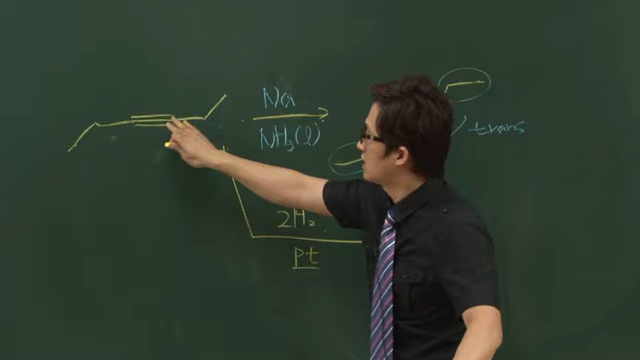 Na
NH₃(l)
trans
2H₂
Pt